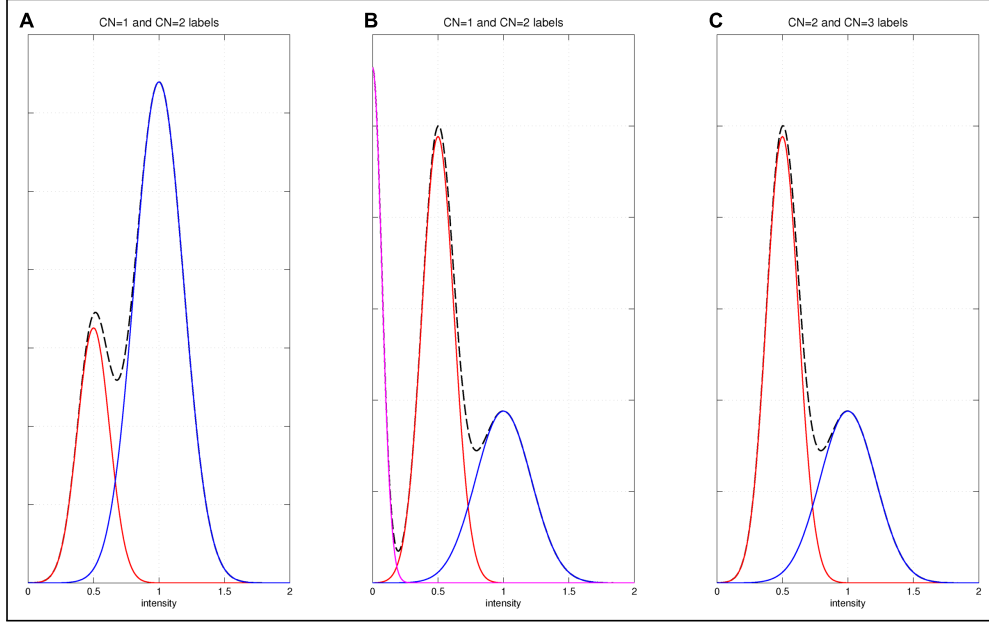 A
CN=1 and CN=2 labels
0
0.5
1
1.5
2
intensity
B
CN=1 and CN=2 labels
0
0.5
1
1.5
2
intensity
C
CN=2 and CN=3 labels
0
0.5
1
1.5
2
intensity